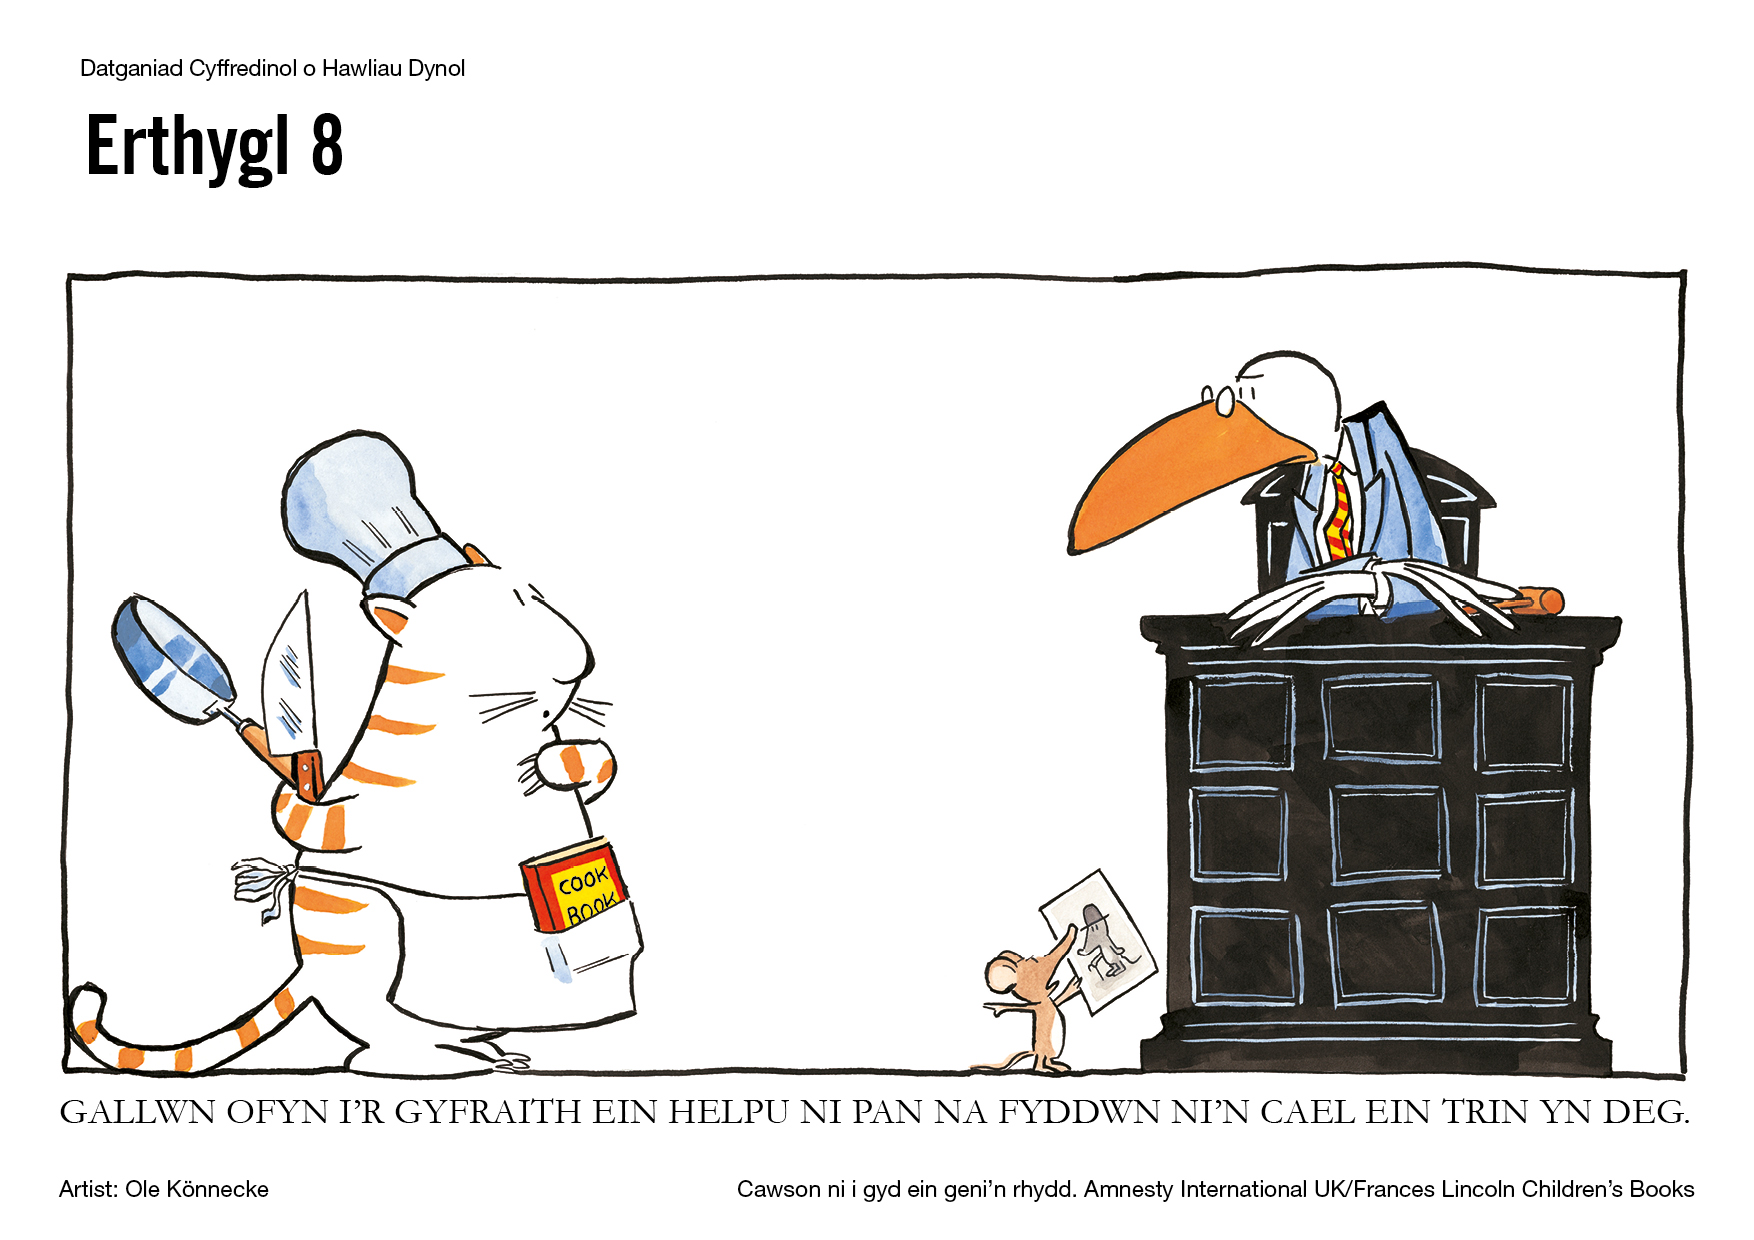 Datganiad Cyffredinol o Hawliau Dynol
Erthygl 8
COOK
BOOK
GALLWN OFYN I’R GYFRAITH EIN HELPU NI PAN NA FYDDWN NI’N CAEL EIN TRIN YN DEG.
Artist: Ole Könnecke
Cawson ni i gyd ein geni’n rhydd. Amnesty International UK/Frances Lincoln Children’s Books